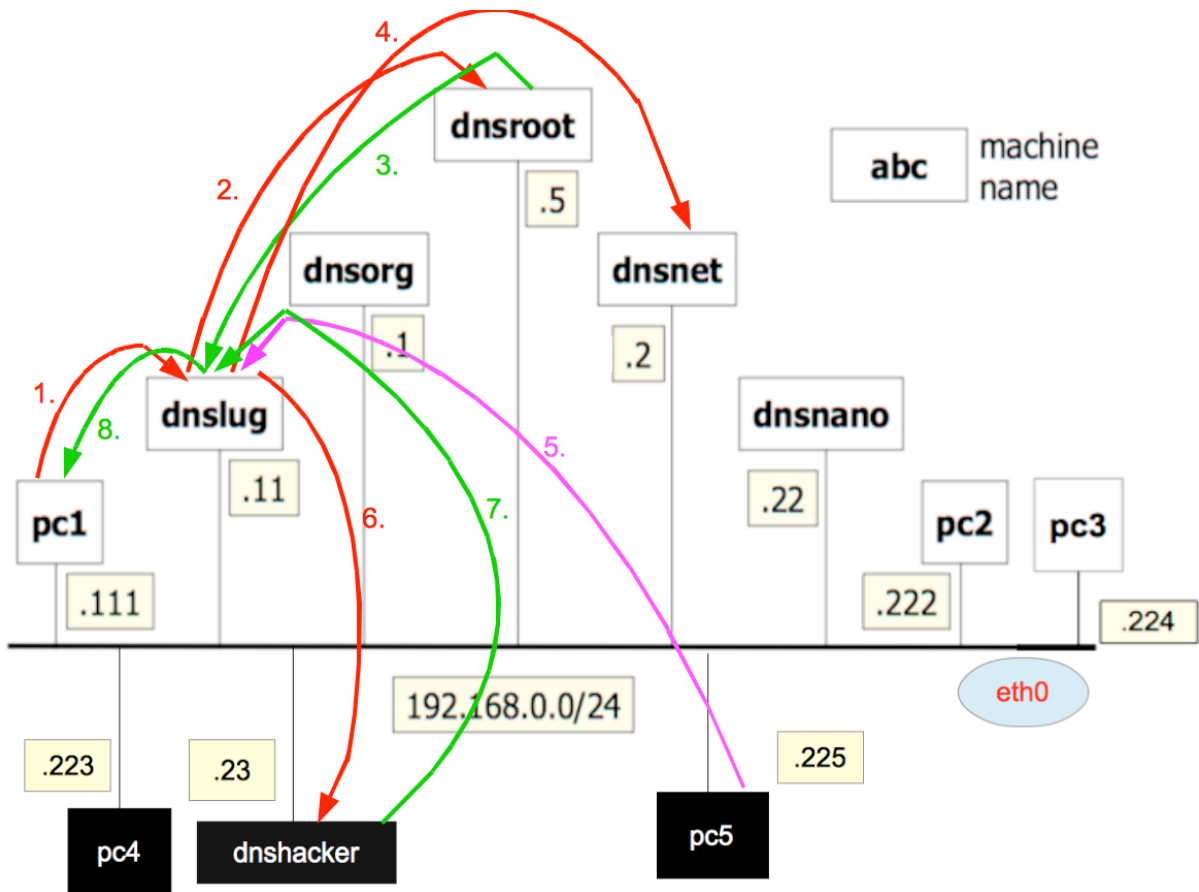 4.
2.
3.
dnsroot
.5
abc
machine
name
dnsorg
.1
dnsnet
.2
1.
8.
dnslug
.11
5.
dnsnano
.22
pc1
.111
6.
7.
pc2
.222
pc3
.224
eth0
192.168.0.0/24
.223
.23
.225
pc4
dnshacker
pc5